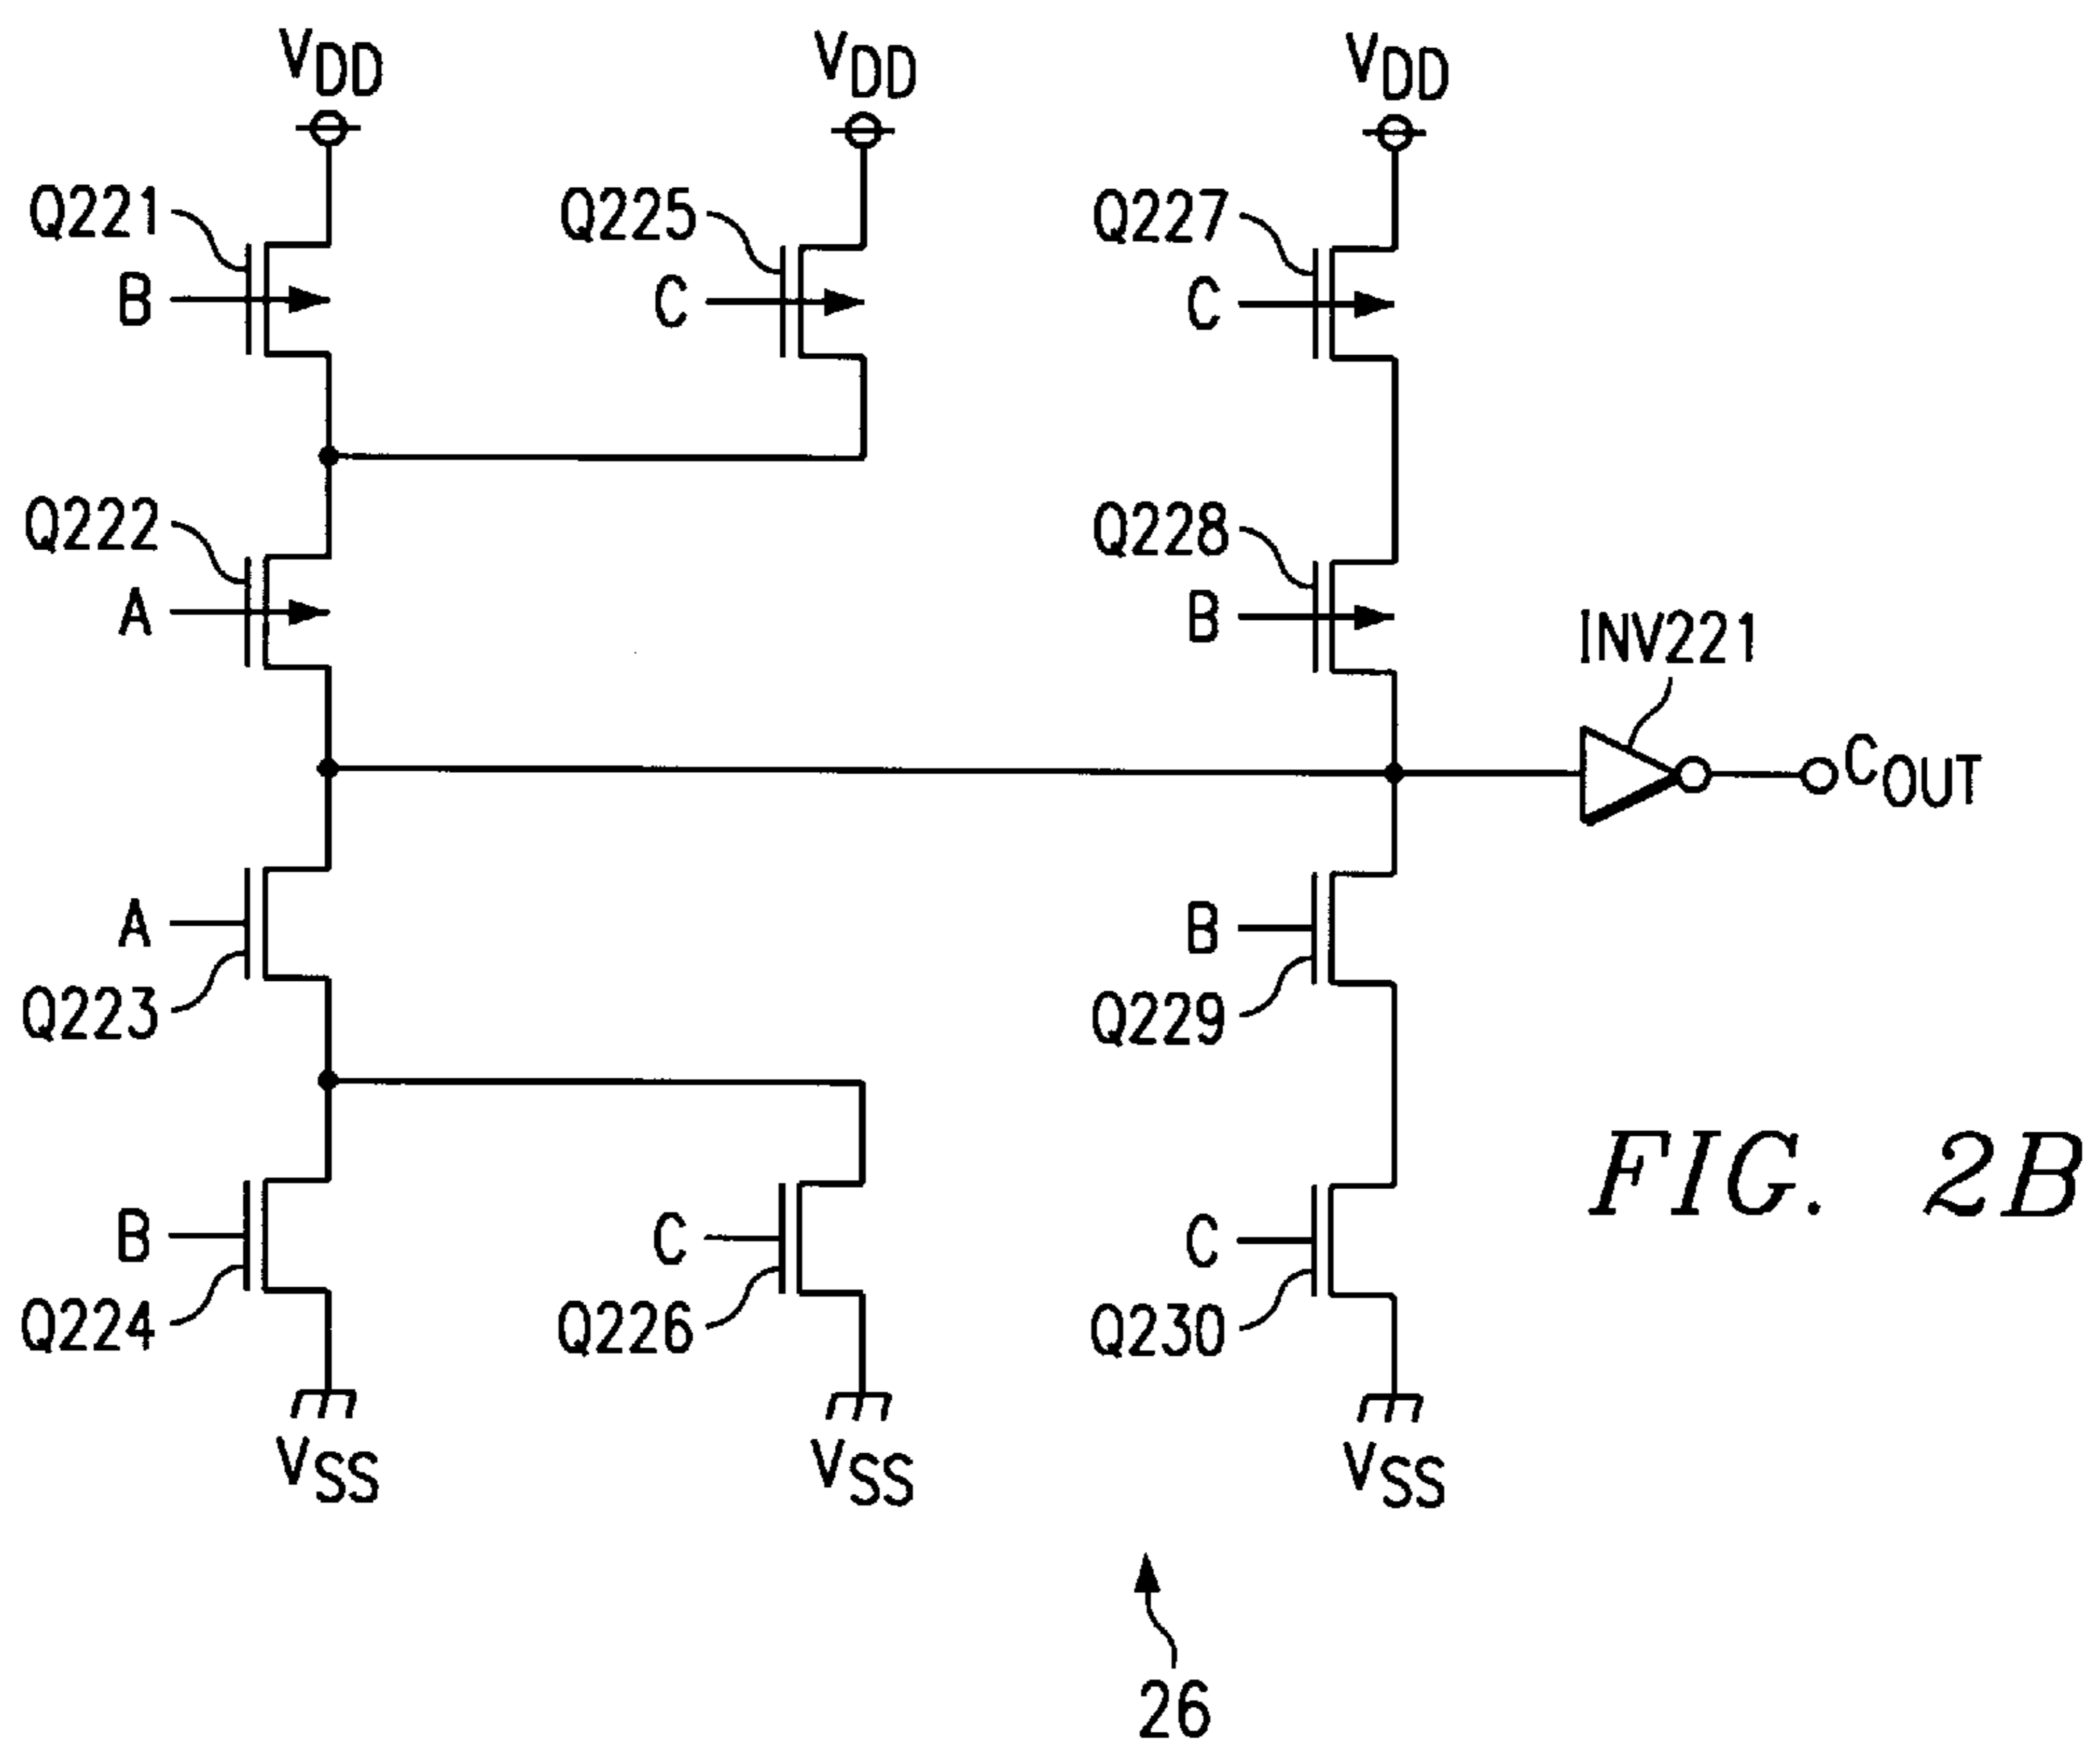 VDD VDD VDD
Q221 Q225 Q227
B C C
Q222 Q228
A B
INV221
COUT
A B
Q223 Q229
B C C
Q224 Q226 Q230
VSS VSS VSS
FIG. 2B
26